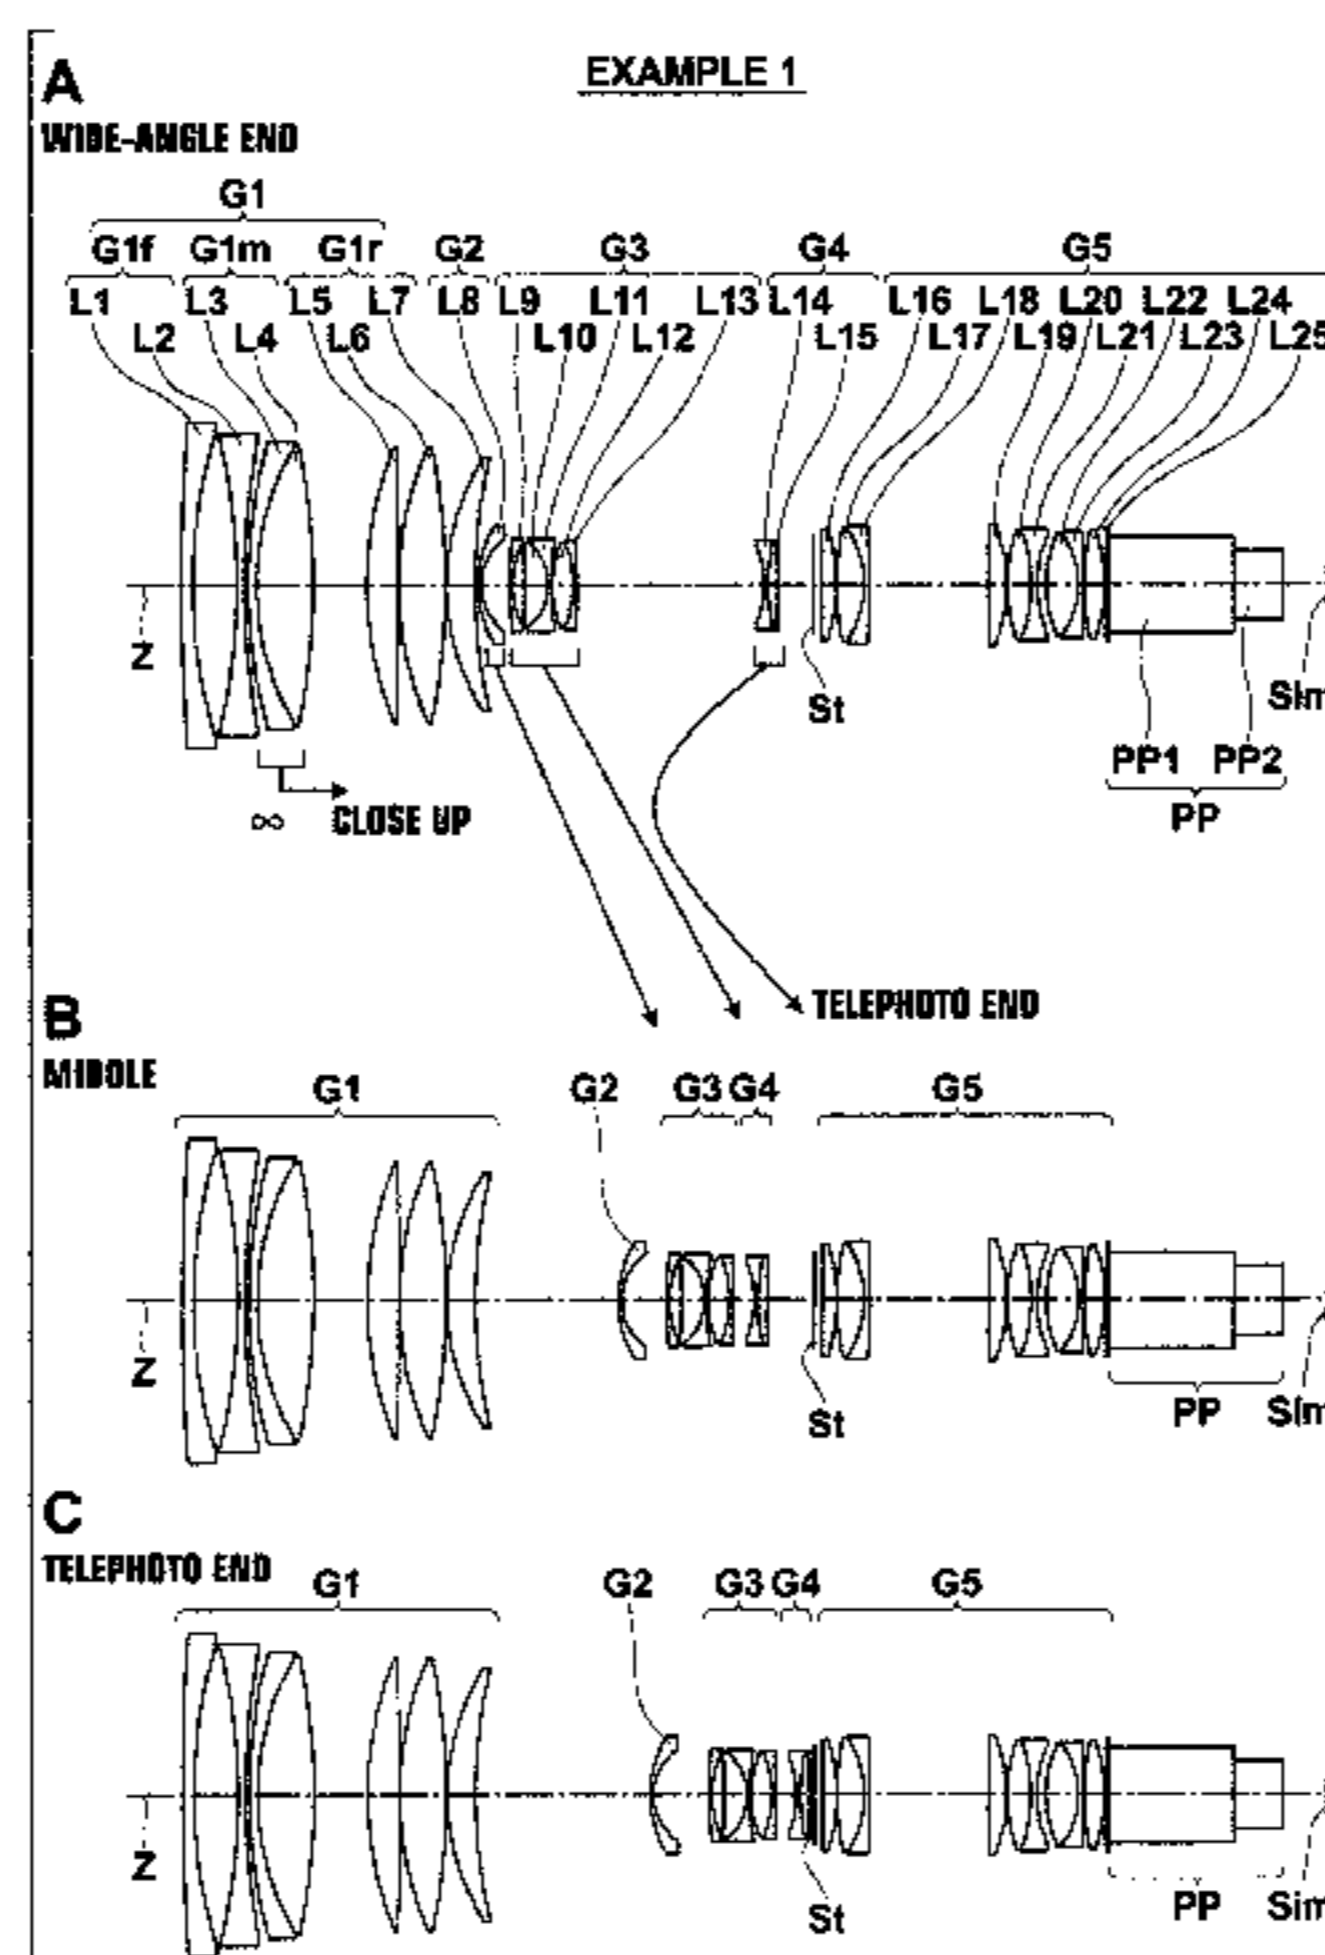 EXAMPLE 1
A
WIDE-ANGLE END
G1
G1f G1m G1r G2 G3 G4 G5
L1 L3 L5 L7 L8 L9 L11 L13 L14 L16 L18 L20 L22 L24
L2 L4 L6 L10 L12 L15 L17 L19 L21 L23 L25
Z
St
Sim
PP1 PP2
PP
∞ CLOSE UP
TELEPHOTO END
B
MIDDLE
G1 G2 G3 G4 G5
Z
St
PP Sim
C
TELEPHOTO END
G1 G2 G3 G4 G5
Z
St
PP Sim